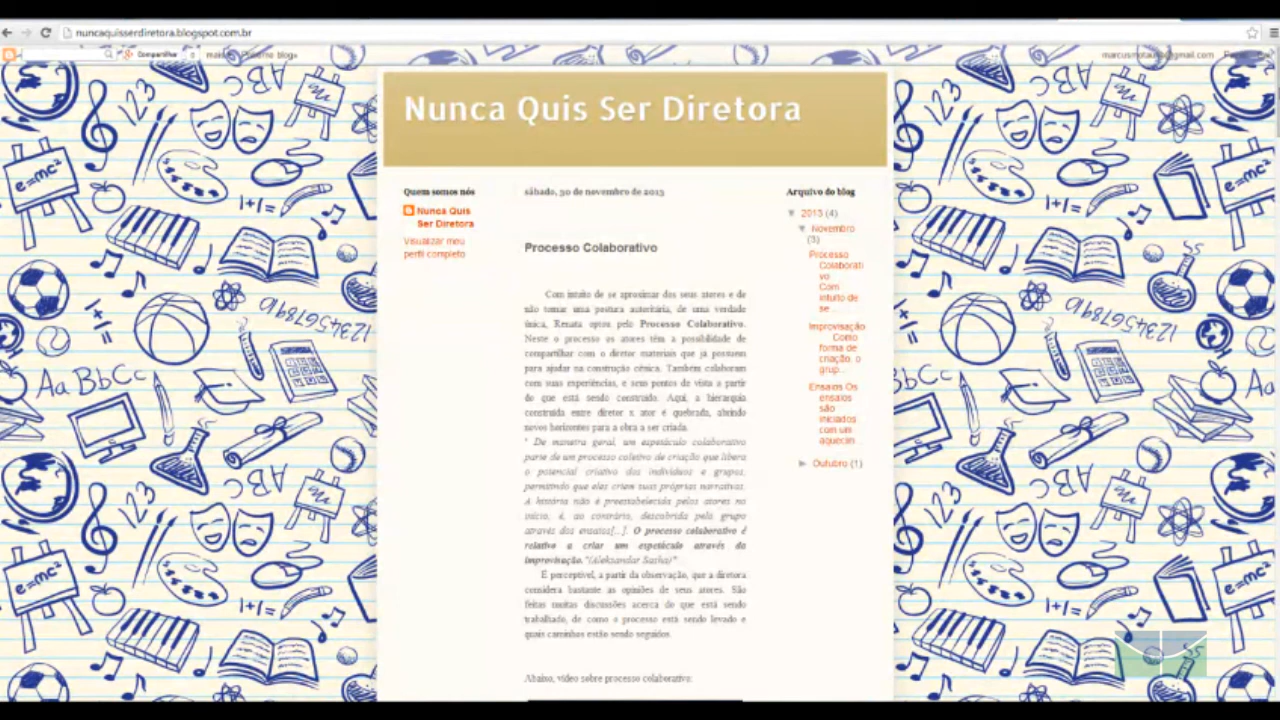 nuncaquisserdiretora.blogspot.com.br
Compartilhar
Nunca Quis Ser Diretora
Quem somos nós
Nunca Quis
Ser Diretora
Visualizar meu
perfil completo
sábado, 30 de novembro de 2013
Processo Colaborativo
Com intuito de se aproximar dos seus atores e de
não tomar uma postura autoritária, de uma verdade
única, Renata optou pelo Processo Colaborativo.
Neste o processo os atores têm a possibilidade de
compartilhar com o diretor materiais que já possuem
para ajudar na construção cênica. Também colaboram
com suas experiências, e seus pontos de vista a partir
do que está sendo construído. Aqui, a hierarquia
construída entre diretor x ator é quebrada, abrindo
novos horizontes para a obra a ser criada.
" De maneira geral, um espetáculo colaborativo
parte de um processo coletivo de criação que libera
o potencial criativo dos indivíduos e grupos,
permitindo que eles criem suas próprias narrativas.
A história não é preestabelecida pelos atores no
início, é, ao contrário, descoberta pelo grupo
através dos ensaios[...]. O processo colaborativo é
relativo a criar um espetáculo através da
improvisação."(Aleksandar Sasha)"
É perceptível, a partir da observação, que a diretora
considera bastante as opiniões de seus atores. São
feitas muitas discussões acerca do que está sendo
trabalhado, de como o processo está sendo levado e
quais caminhos estão sendo seguidos.
Abaixo, vídeo sobre processo colaborativo:
Arquivo do blog
▼ 2013 (4)
▼ Novembro
(3)
Processo
Colaborati
vo
Com
intuito de
se ...
Improvisação
Como
forma de
criação, o
grup...
Ensaios Os
ensaios
são
iniciados
com um
aquecim...
► Outubro (1)
ABC
123
e=mc²
1+1=
Aa BbCc
123456789